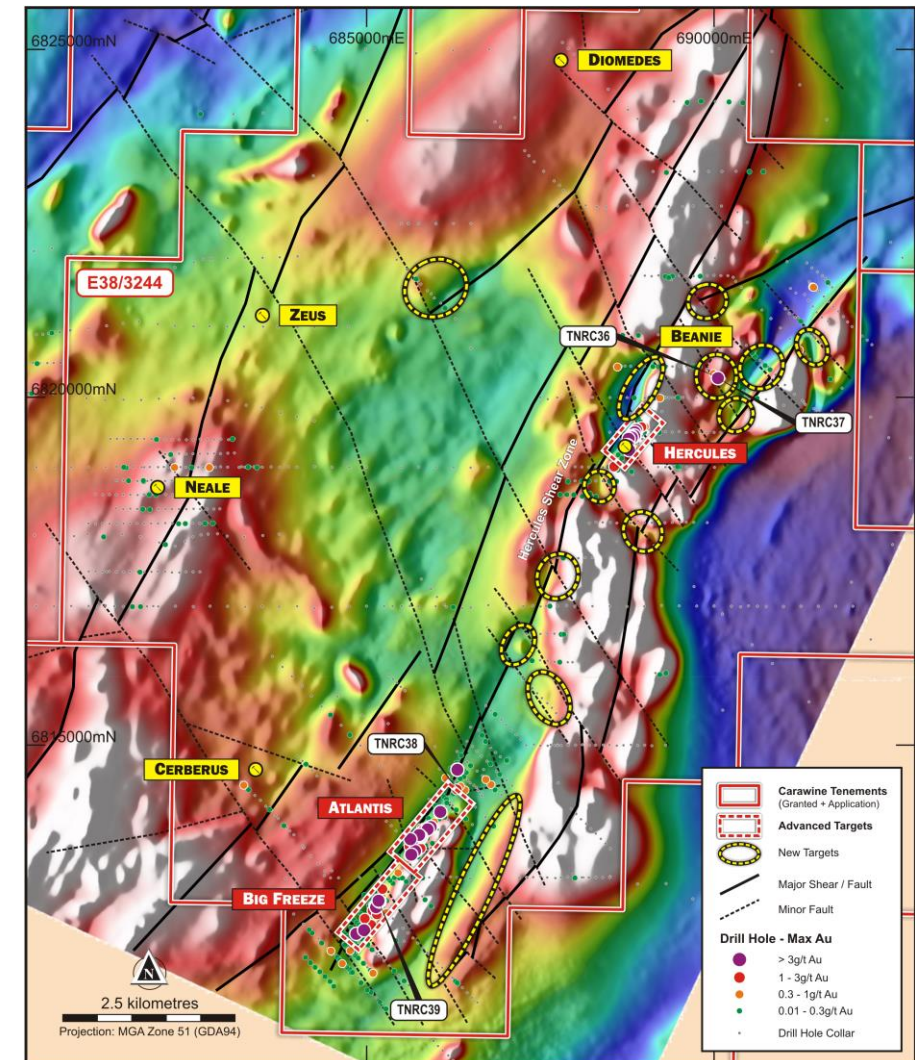 6825000mN
685000mE
690000mE
DIOMEDES
E38/3244
ZEUS
BEANIE
TNRC36
6820000mN
TNRC37
HERCULES
NEALE
Hercules Shear Zone
6815000mN
TNRC38
CERBERUS
ATLANTIS
BIG FREEZE
TNRC39
N
2.5 kilometres
Projection: MGA Zone 51 (GDA94)
Carawine Tenements
(Granted + Application)
Advanced Targets
New Targets
Major Shear / Fault
Minor Fault
Drill Hole - Max Au
> 3g/t Au
1 - 3g/t Au
0.3 - 1g/t Au
0.01 - 0.3g/t Au
Drill Hole Collar